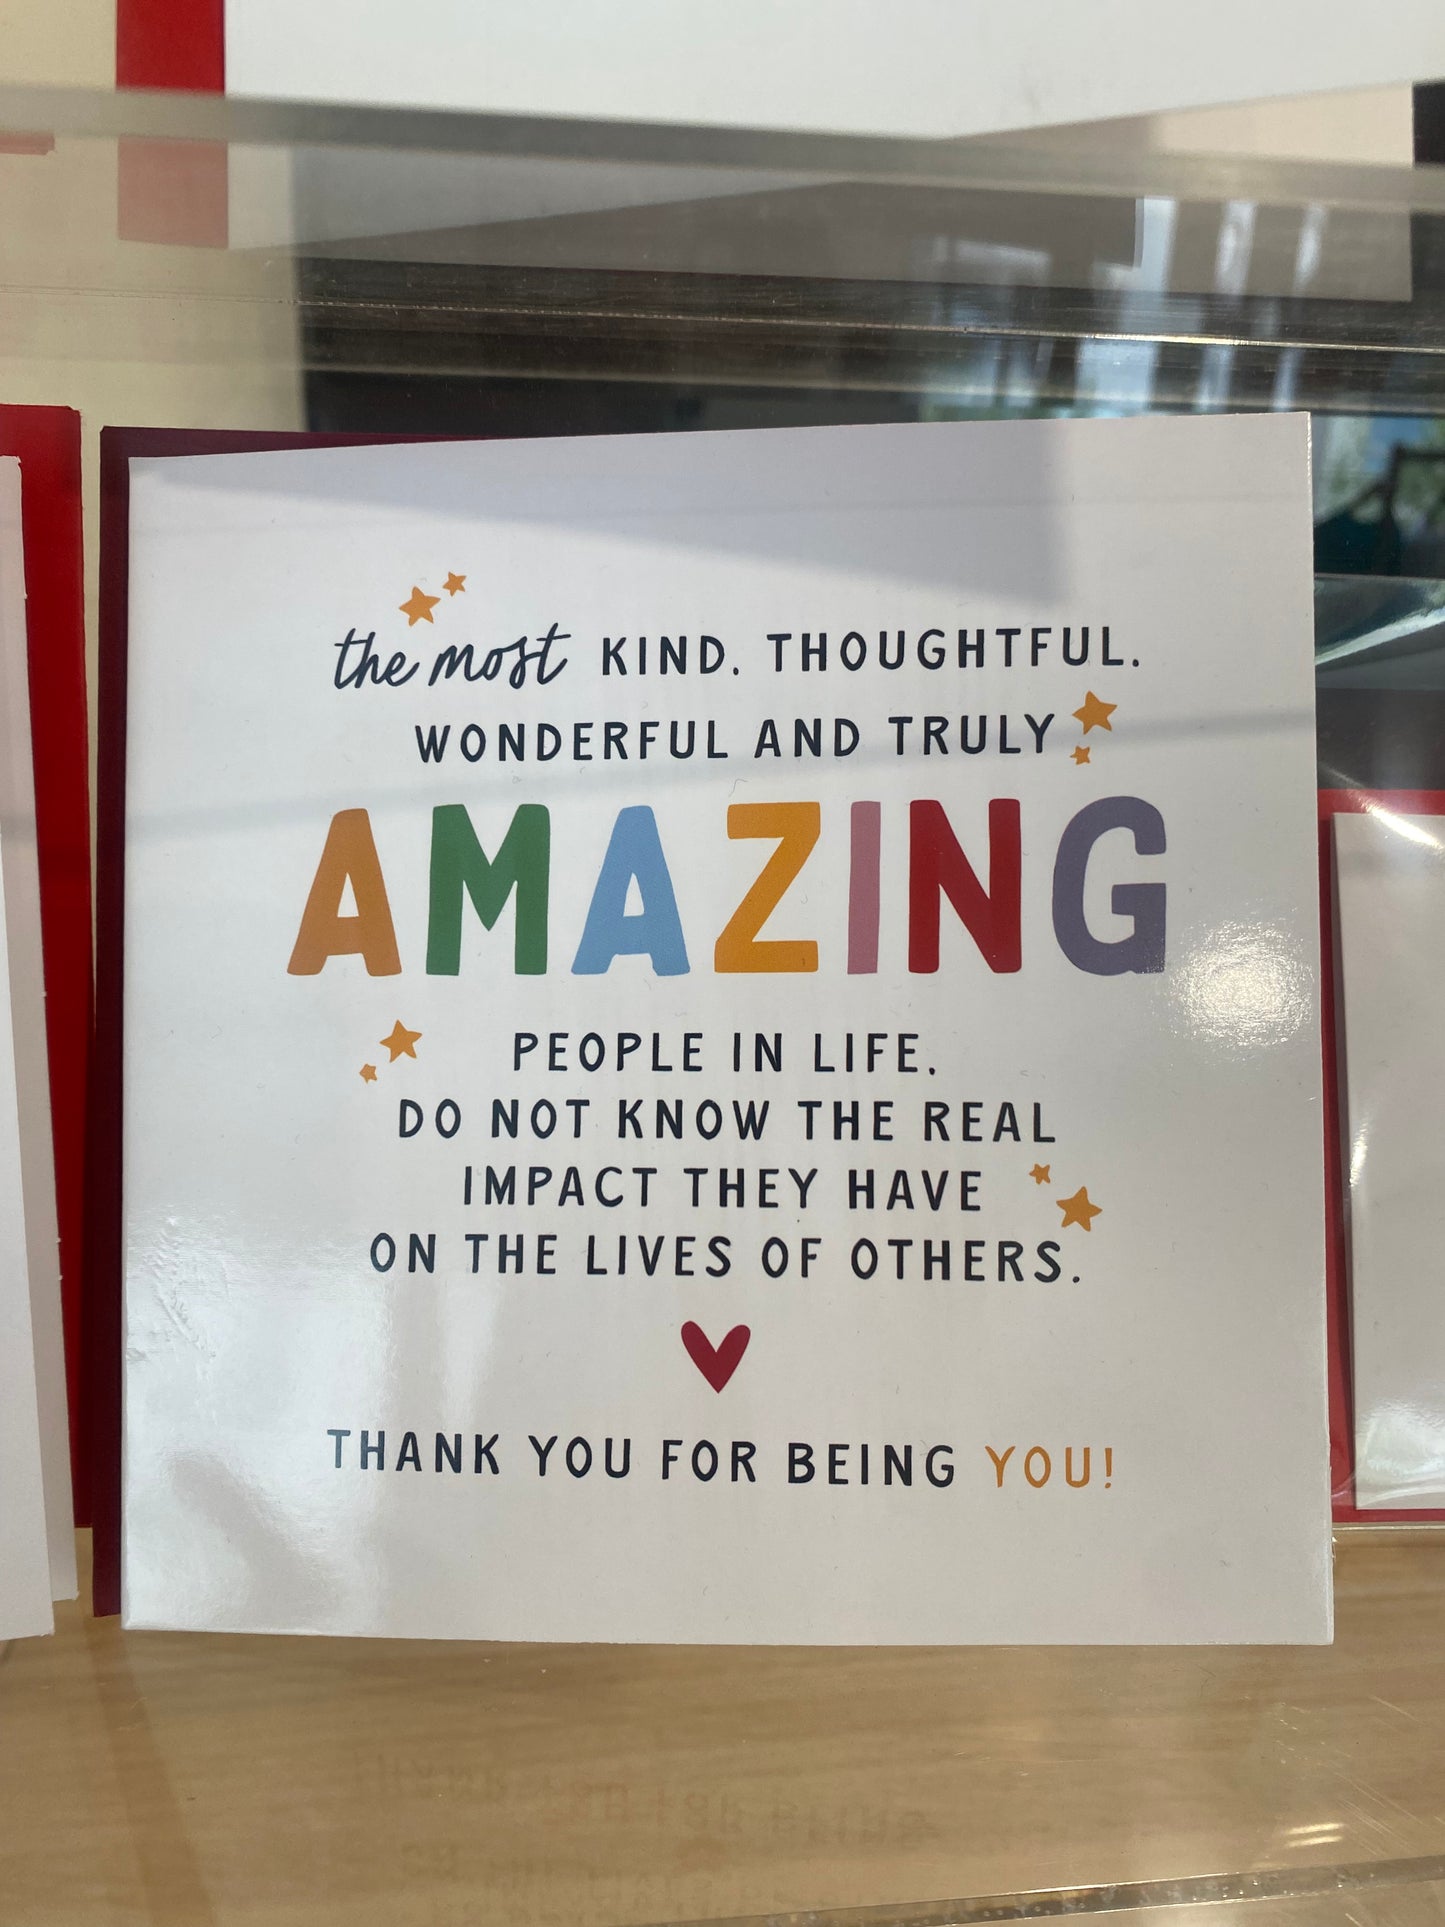 the most KIND. THOUGHTFUL.
WONDERFUL AND TRULY
AMAZING
PEOPLE IN LIFE.
DO NOT KNOW THE REAL
IMPACT THEY HAVE
ON THE LIVES OF OTHERS.
THANK YOU FOR BEING YOU!